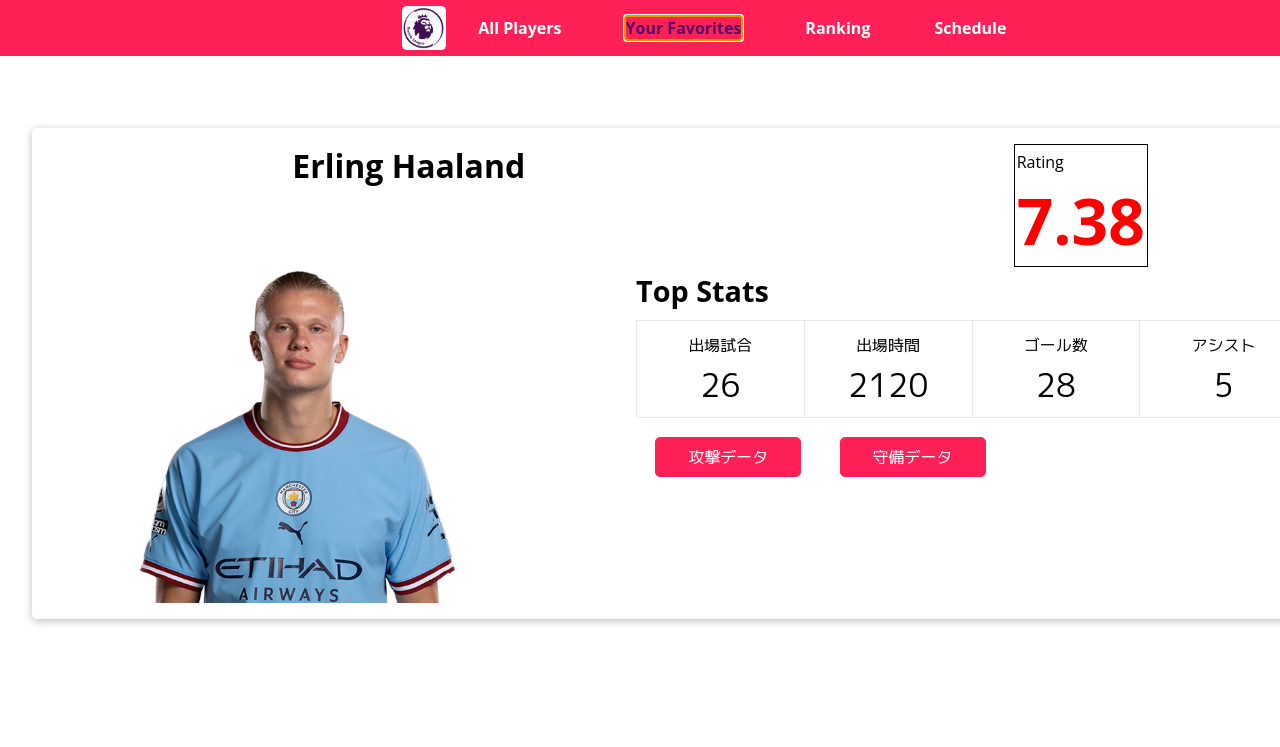 All Players
Your Favorites
Ranking
Schedule
Erling Haaland
Rating
7.38
Top Stats
出場試合
出場時間
ゴール数
アシスト
26
2120
28
5
攻撃データ
守備データ
MANCHESTER
CITY
ETIHAD
AIRWAYS